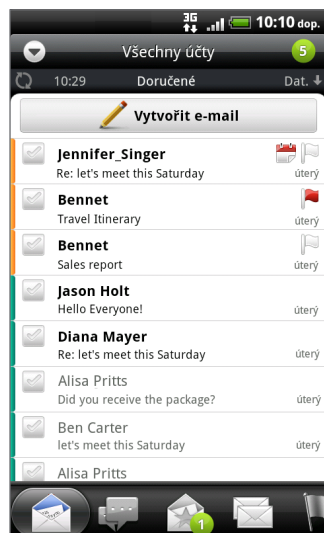 3G 10:10 dop.
Všechny účty 5
10:29 Doručené Dat.
Vytvořit e-mail
Jennifer_Singer
Re: let's meet this Saturday úterý
Bennet
Travel Itinerary úterý
Bennet
Sales report úterý
Jason Holt
Hello Everyone! úterý
Diana Mayer
Re: let's meet this Saturday úterý
Alisa Pritts
Did you receive the package? úterý
Ben Carter
let's meet this Saturday úterý
Alisa Pritts
1